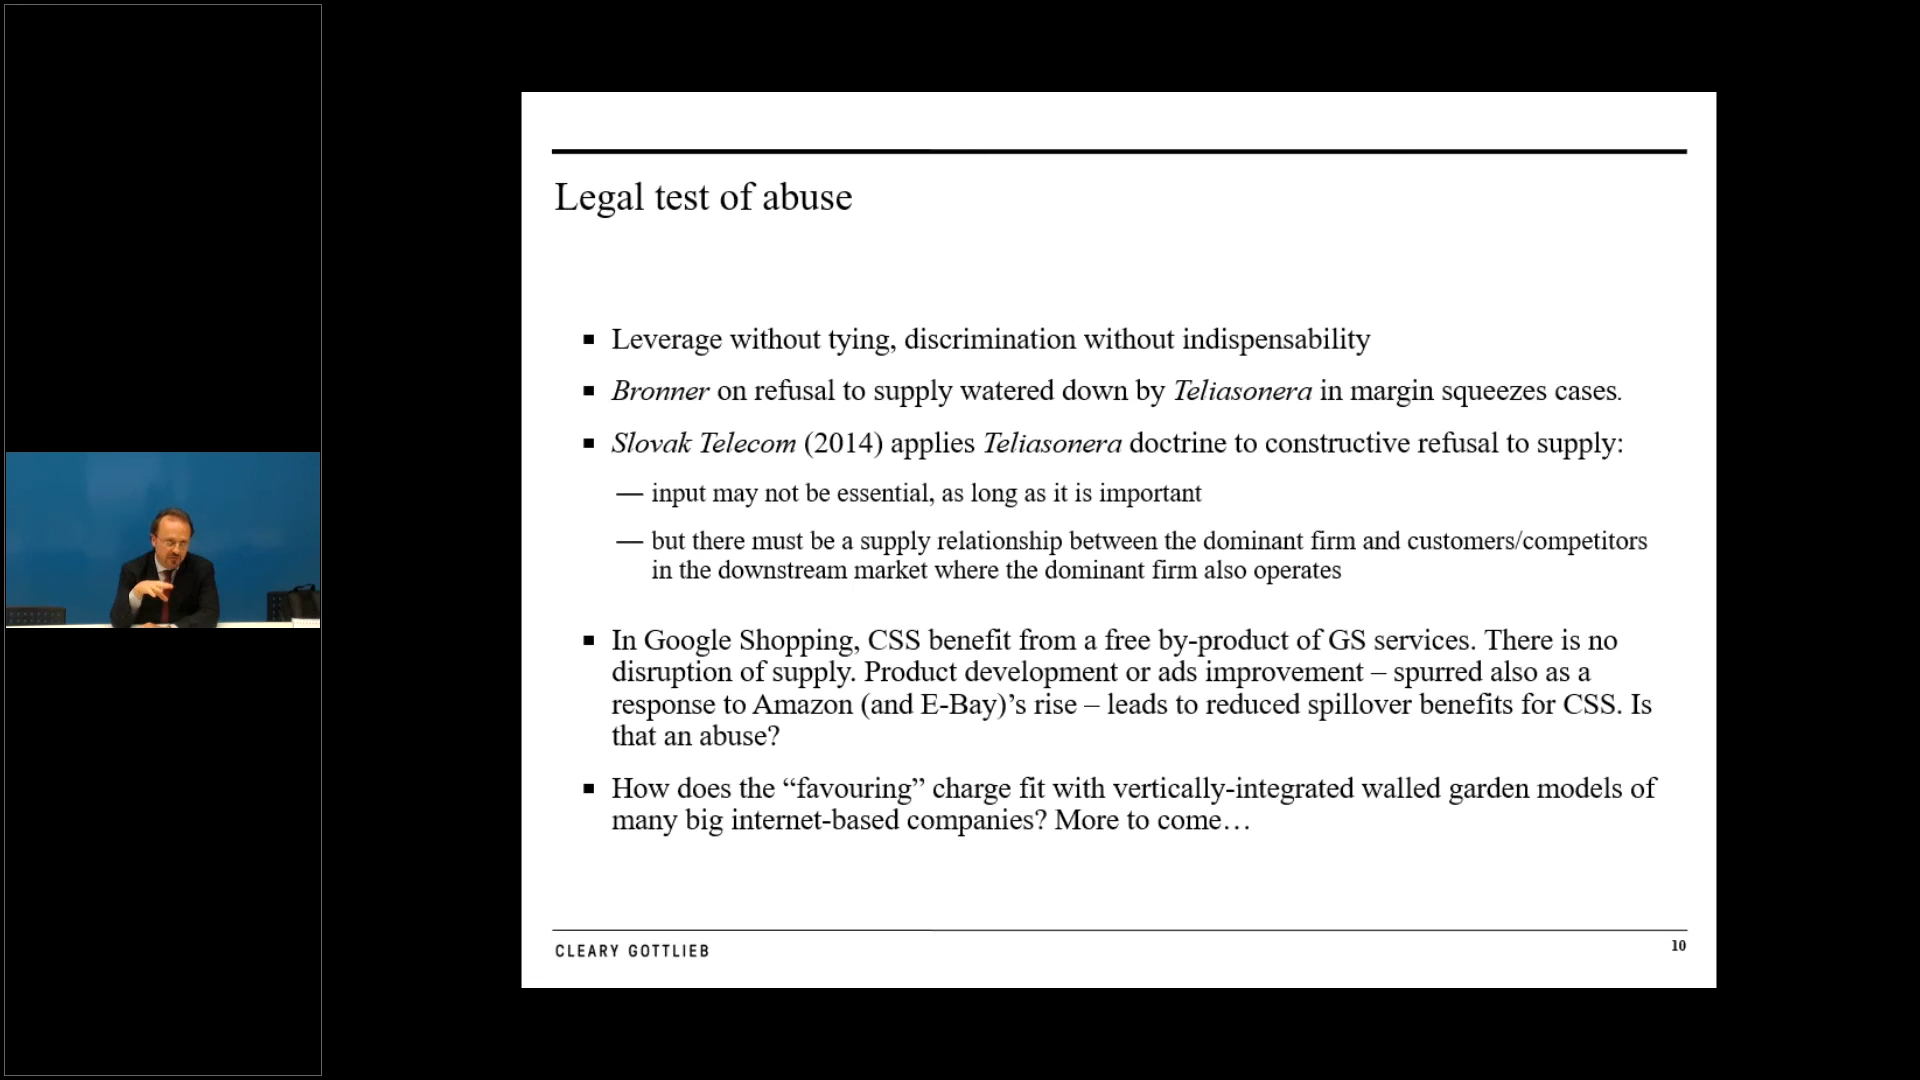 Legal test of abuse
▪ Leverage without tying, discrimination without indispensability
▪ Bronner on refusal to supply watered down by Teliasonera in margin squeezes cases.
▪ Slovak Telecom (2014) applies Teliasonera doctrine to constructive refusal to supply:
— input may not be essential, as long as it is important
— but there must be a supply relationship between the dominant firm and customers/competitors
in the downstream market where the dominant firm also operates
▪ In Google Shopping, CSS benefit from a free by-product of GS services. There is no
disruption of supply. Product development or ads improvement – spurred also as a
response to Amazon (and E-Bay)’s rise – leads to reduced spillover benefits for CSS. Is
that an abuse?
▪ How does the “favouring” charge fit with vertically-integrated walled garden models of
many big internet-based companies? More to come…
CLEARY GOTTLIEB
10